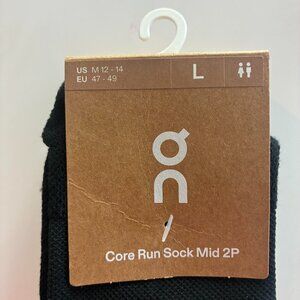 US M 12 - 14
EU 47 - 49
L
on
Core Run Sock Mid 2P